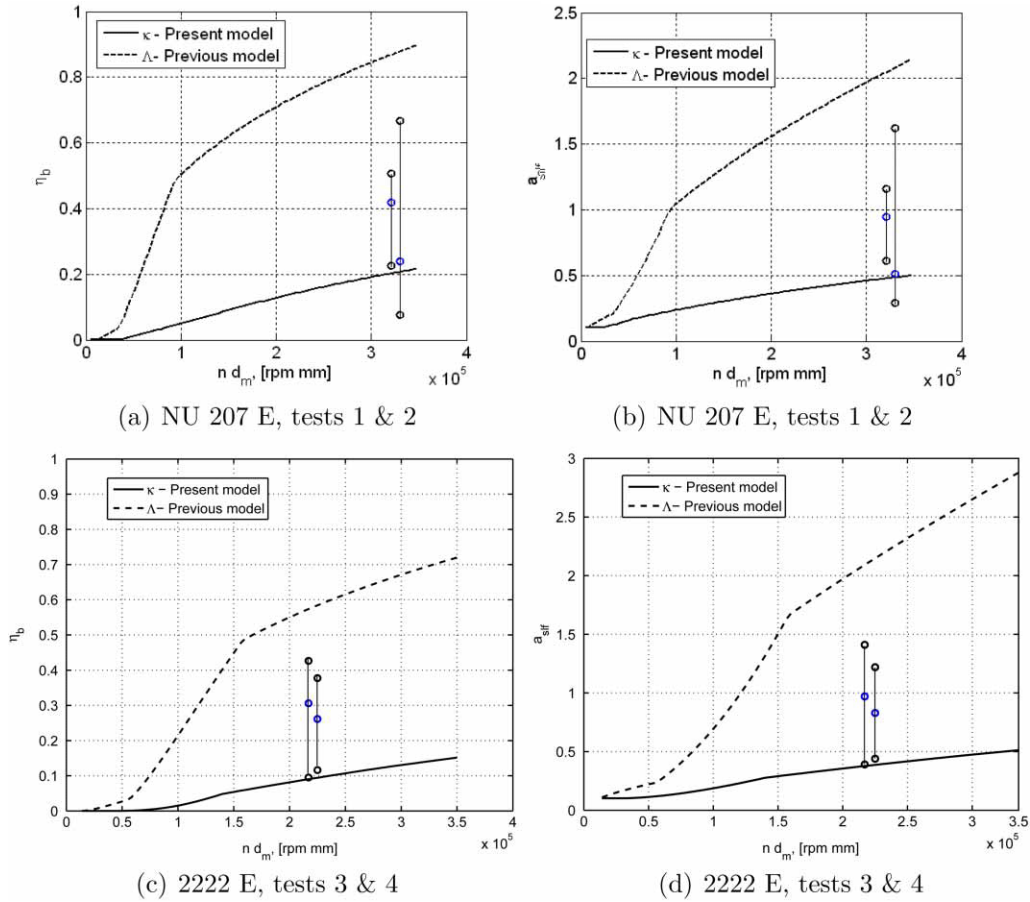 1
0.8
0.6
0.4
0.2
0
κ - Present model
Λ- Previous model
η_b
0 1 2 3 4
n d_m, [rpm mm]
x 10^5
(a) NU 207 E, tests 1 & 2
2.5
2
1.5
1
0.5
0
κ - Present model
Λ- Previous model
a_slf
0 1 2 3 4
n d_m, [rpm mm]
x 10^5
(b) NU 207 E, tests 1 & 2
1
0.9
0.8
0.7
0.6
0.5
0.4
0.3
0.2
0.1
0
κ – Present model
Λ– Previous model
η_b
0 0.5 1 1.5 2 2.5 3 3.5 4
n d_m, [rpm mm]
x 10^5
(c) 2222 E, tests 3 & 4
3
2.5
2
1.5
1
0.5
0
κ – Present model
Λ– Previous model
a_slf
0 0.5 1 1.5 2 2.5 3 3.5
n d_m, [rpm mm]
x 10^5
(d) 2222 E, tests 3 & 4